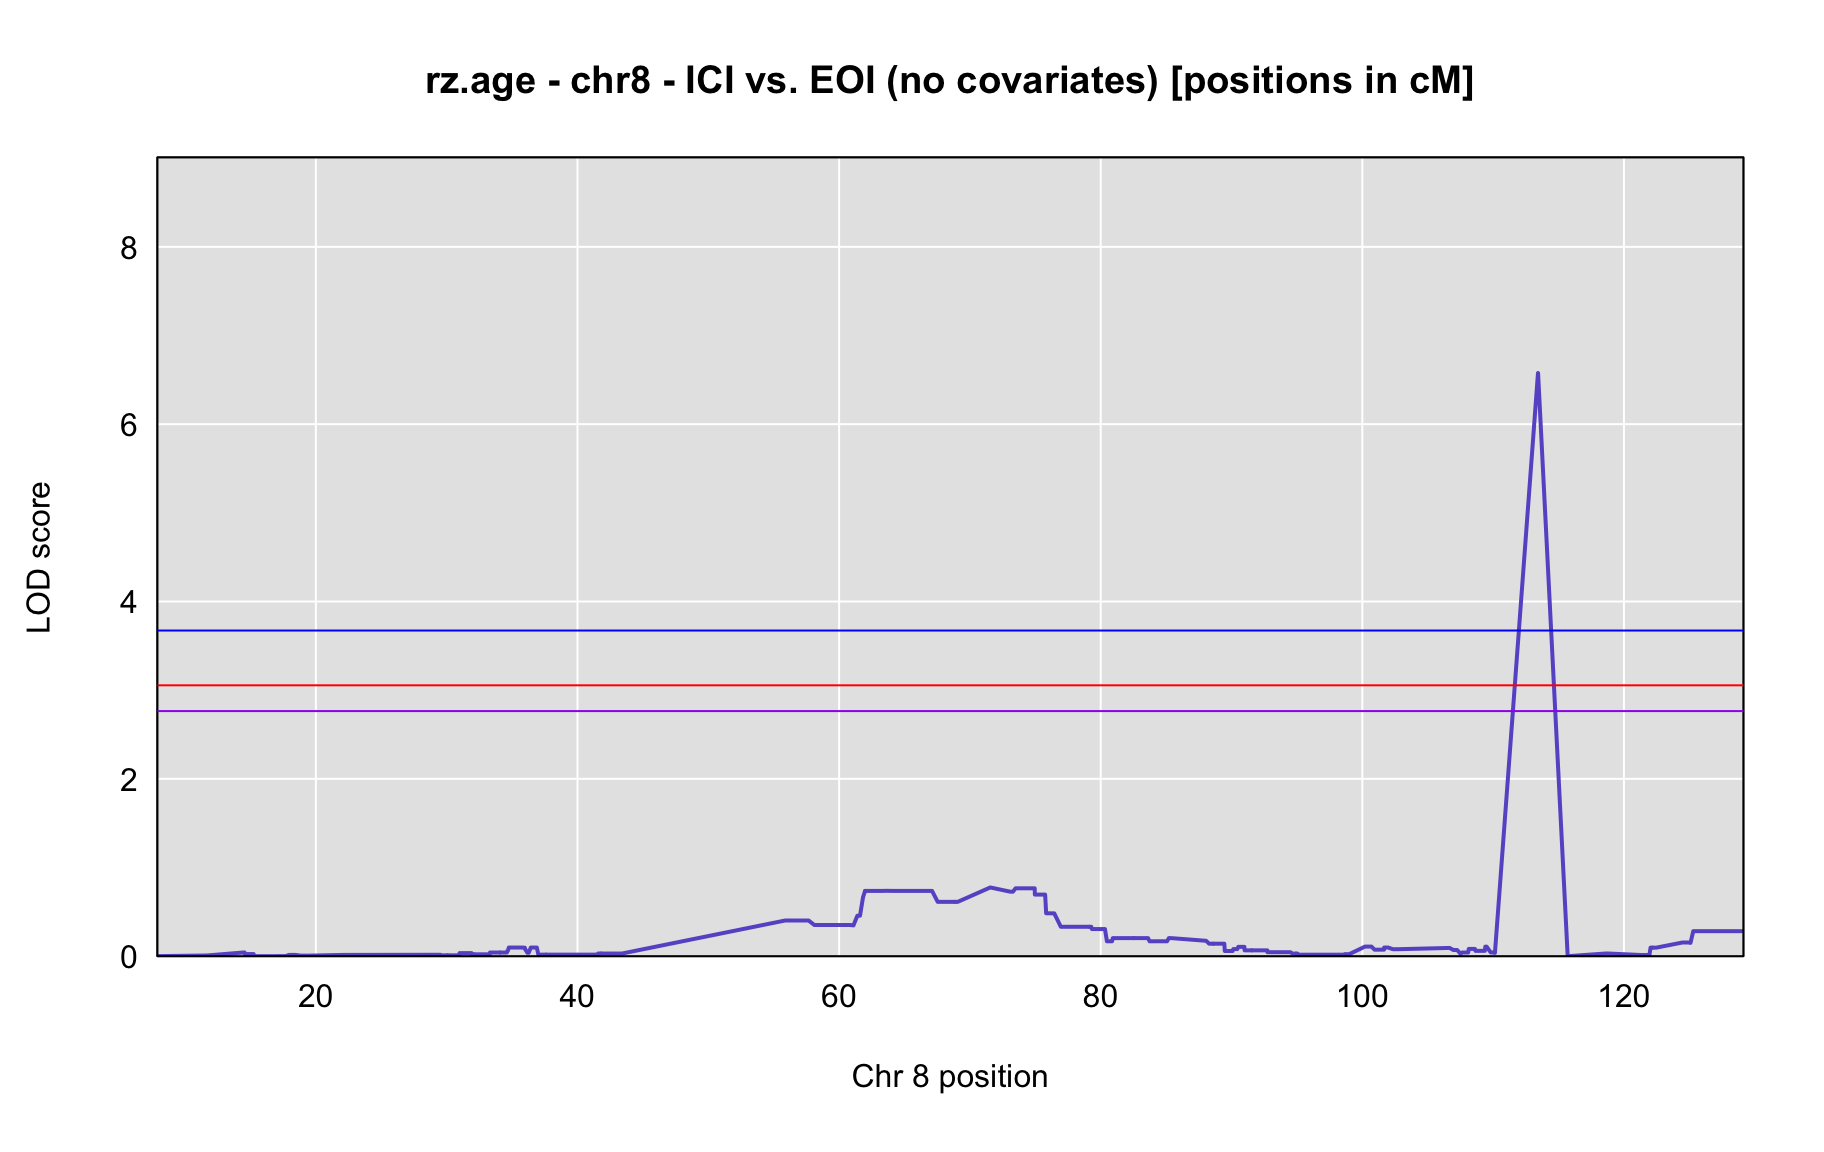 rz.age - chr8 - ICI vs. EOI (no covariates) [positions in cM]
LOD score
8
6
4
2
0
20 40 60 80 100 120
Chr 8 position